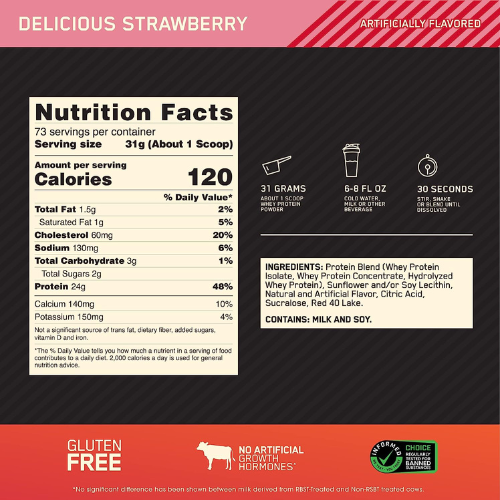 DELICIOUS STRAWBERRY
ARTIFICIALLY FLAVORED
Nutrition Facts
73 servings per container
Serving size 31g (About 1 Scoop)
Amount per serving
Calories 120
% Daily Value*
Total Fat 1.5g 2%
Saturated Fat 1g 5%
Cholesterol 60mg 20%
Sodium 130mg 6%
Total Carbohydrate 3g 1%
Total Sugars 2g
Protein 24g 48%
Calcium 140mg 10%
Potassium 150mg 4%
Not a significant source of trans fat, dietary fiber, added sugars,
vitamin D and iron.
*The % Daily Value tells you how much a nutrient in a serving of food
contributes to a daily diet. 2,000 calories a day is used for general
nutrition advice.
31 GRAMS
ABOUT 1 SCOOP
WHEY PROTEIN
POWDER
6-8 FL OZ
COLD WATER,
MILK OR OTHER
BEVERAGE
30 SECONDS
STIR, SHAKE
OR BLEND UNTIL
DISSOLVED
INGREDIENTS: Protein Blend (Whey Protein
Isolate, Whey Protein Concentrate, Hydrolyzed
Whey Protein), Sunflower and/or Soy Lecithin,
Natural and Artificial Flavor, Citric Acid,
Sucralose, Red 40 Lake.
CONTAINS: MILK AND SOY.
GLUTEN
FREE
NO ARTIFICIAL
GROWTH
HORMONES*
INFORMED
CHOICE
REGULARLY
TESTED FOR
BANNED
SUBSTANCES
*No significant difference has been shown between milk derived from RBST-Treated and Non-RSBT treated cows.